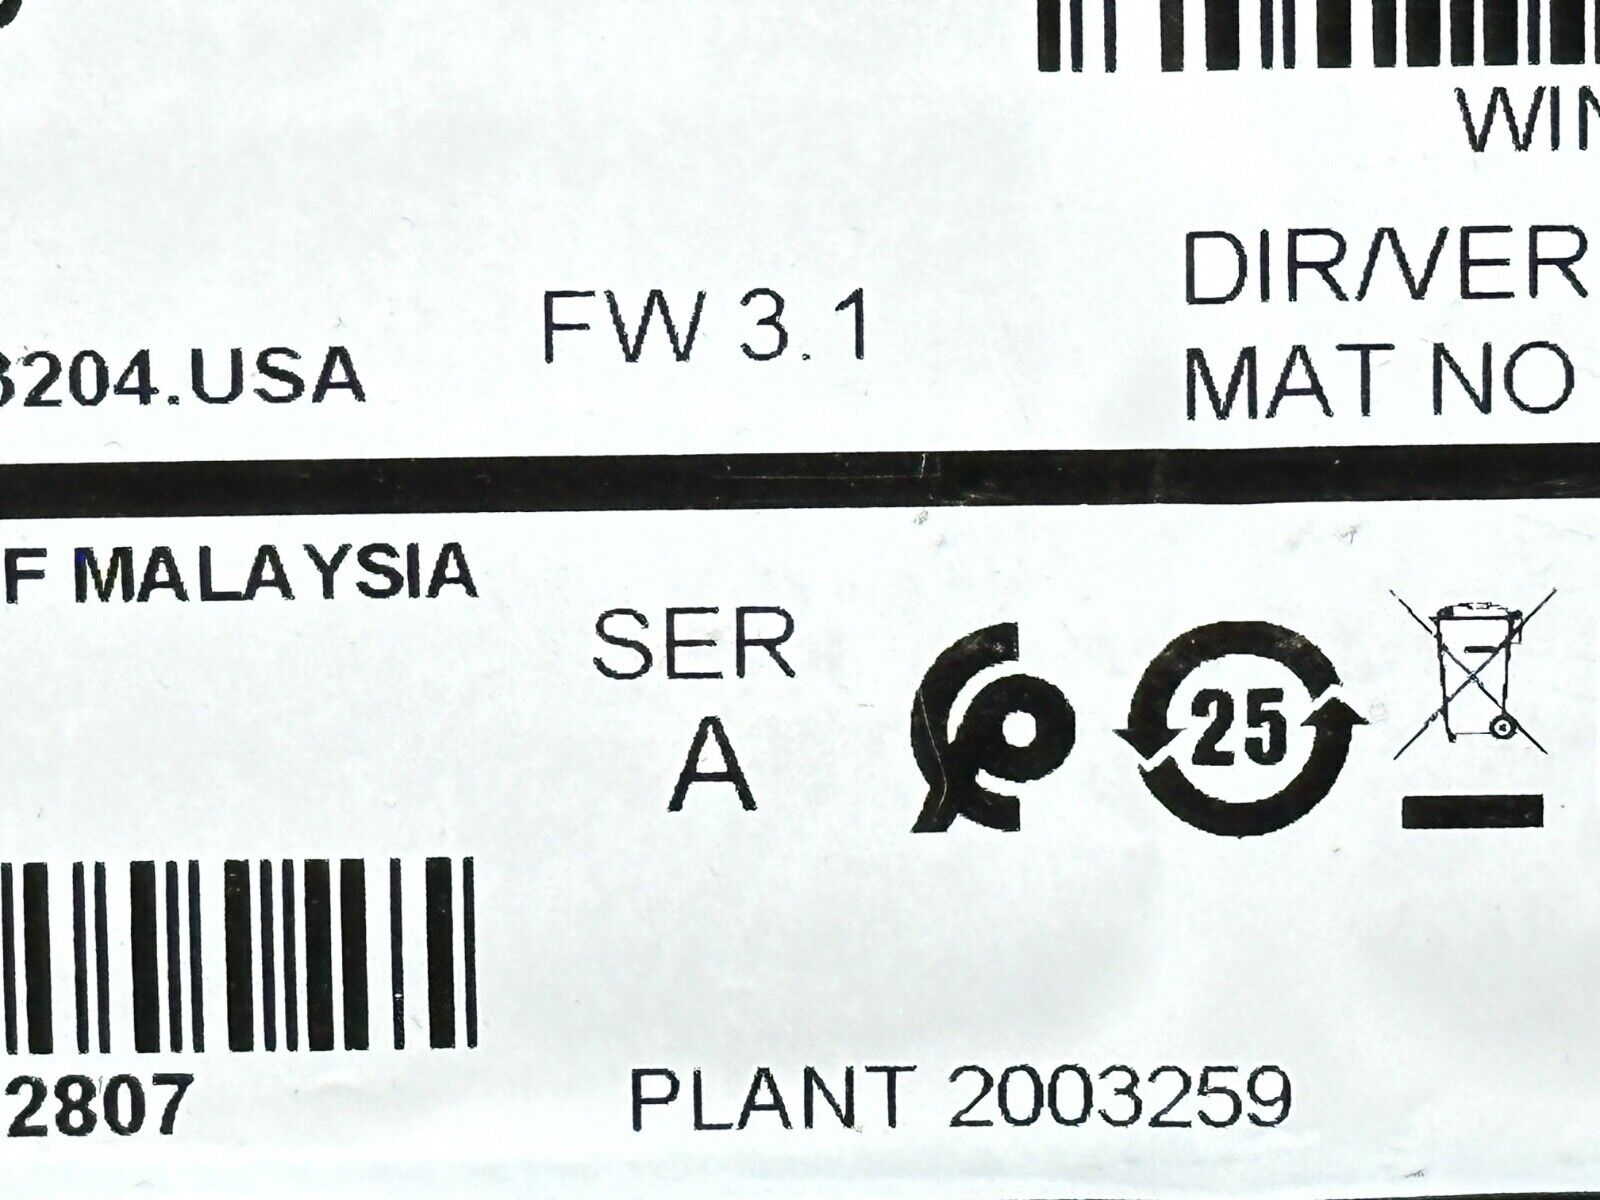 WIN
DIR/VER
FW 3.1
3204.USA
MAT NO
F MALAYSIA
SER
A
25
2807
PLANT 2003259